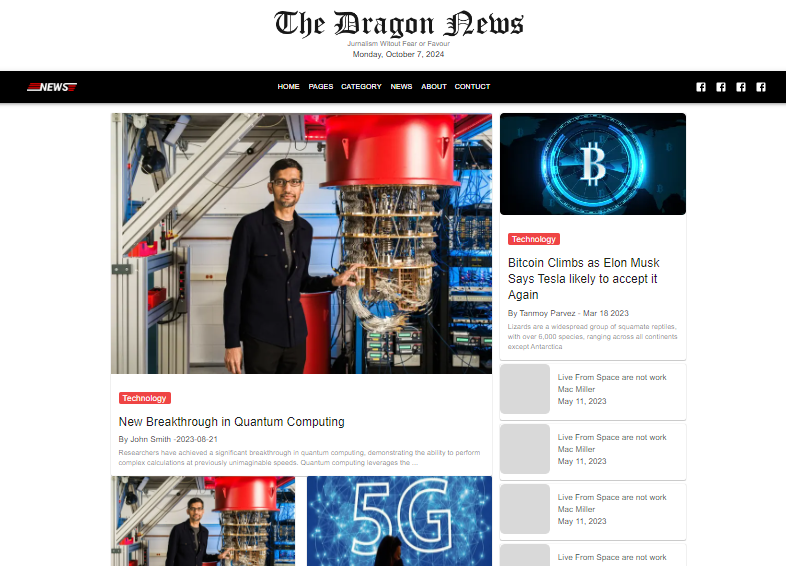 The Dragon News
Jurnalism Witout Fear or Favour
Monday, October 7, 2024
NEWS
HOME PAGES CATEGORY NEWS ABOUT CONTUCT
Technology
New Breakthrough in Quantum Computing
By John Smith -2023-08-21
Researchers have achieved a significant breakthrough in quantum computing, demonstrating the ability to perform
complex calculations at previously unimaginable speeds. Quantum computing leverages the ...
5G
B
Technology
Bitcoin Climbs as Elon Musk
Says Tesla likely to accept it
Again
By Tanmoy Parvez - Mar 18 2023
Lizards are a widespread group of squamate reptiles,
with over 6,000 species, ranging across all continents
except Antarctica
Live From Space are not work
Mac Miller
May 11, 2023
Live From Space are not work
Mac Miller
May 11, 2023
Live From Space are not work
Mac Miller
May 11, 2023
Live From Space are not work